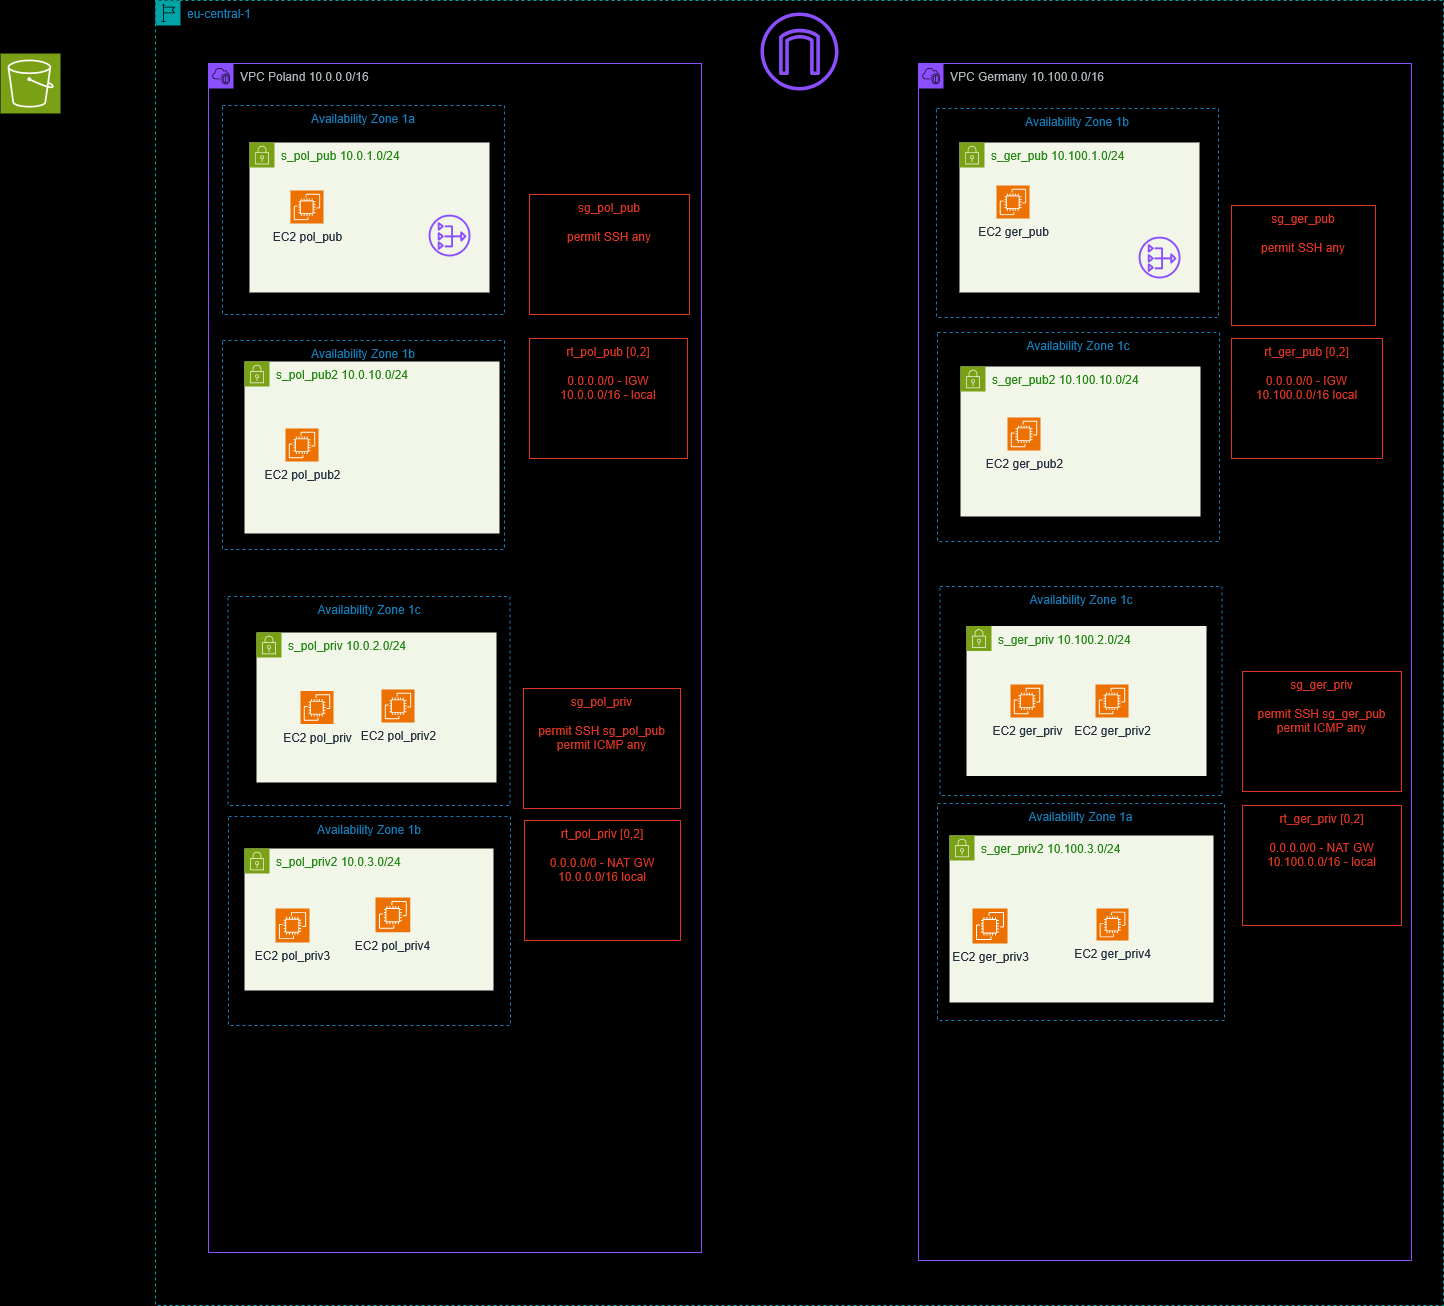 eu-central-1
VPC Poland 10.0.0.0/16
Availability Zone 1a
s_pol_pub 10.0.1.0/24
EC2 pol_pub
sg_pol_pub
permit SSH any
Availability Zone 1b
s_pol_pub2 10.0.10.0/24
EC2 pol_pub2
rt_pol_pub [0,2]
0.0.0.0/0 - IGW
10.0.0.0/16 - local
Availability Zone 1c
s_pol_priv 10.0.2.0/24
EC2 pol_priv
EC2 pol_priv2
sg_pol_priv
permit SSH sg_pol_pub
permit ICMP any
Availability Zone 1b
s_pol_priv2 10.0.3.0/24
EC2 pol_priv3
EC2 pol_priv4
rt_pol_priv [0,2]
0.0.0.0/0 - NAT GW
10.0.0.0/16 local
VPC Germany 10.100.0.0/16
Availability Zone 1b
s_ger_pub 10.100.1.0/24
EC2 ger_pub
sg_ger_pub
permit SSH any
Availability Zone 1c
s_ger_pub2 10.100.10.0/24
EC2 ger_pub2
rt_ger_pub [0,2]
0.0.0.0/0 - IGW
10.100.0.0/16 local
Availability Zone 1c
s_ger_priv 10.100.2.0/24
EC2 ger_priv
EC2 ger_priv2
sg_ger_priv
permit SSH sg_ger_pub
permit ICMP any
Availability Zone 1a
s_ger_priv2 10.100.3.0/24
EC2 ger_priv3
EC2 ger_priv4
rt_ger_priv [0,2]
0.0.0.0/0 - NAT GW
10.100.0.0/16 - local